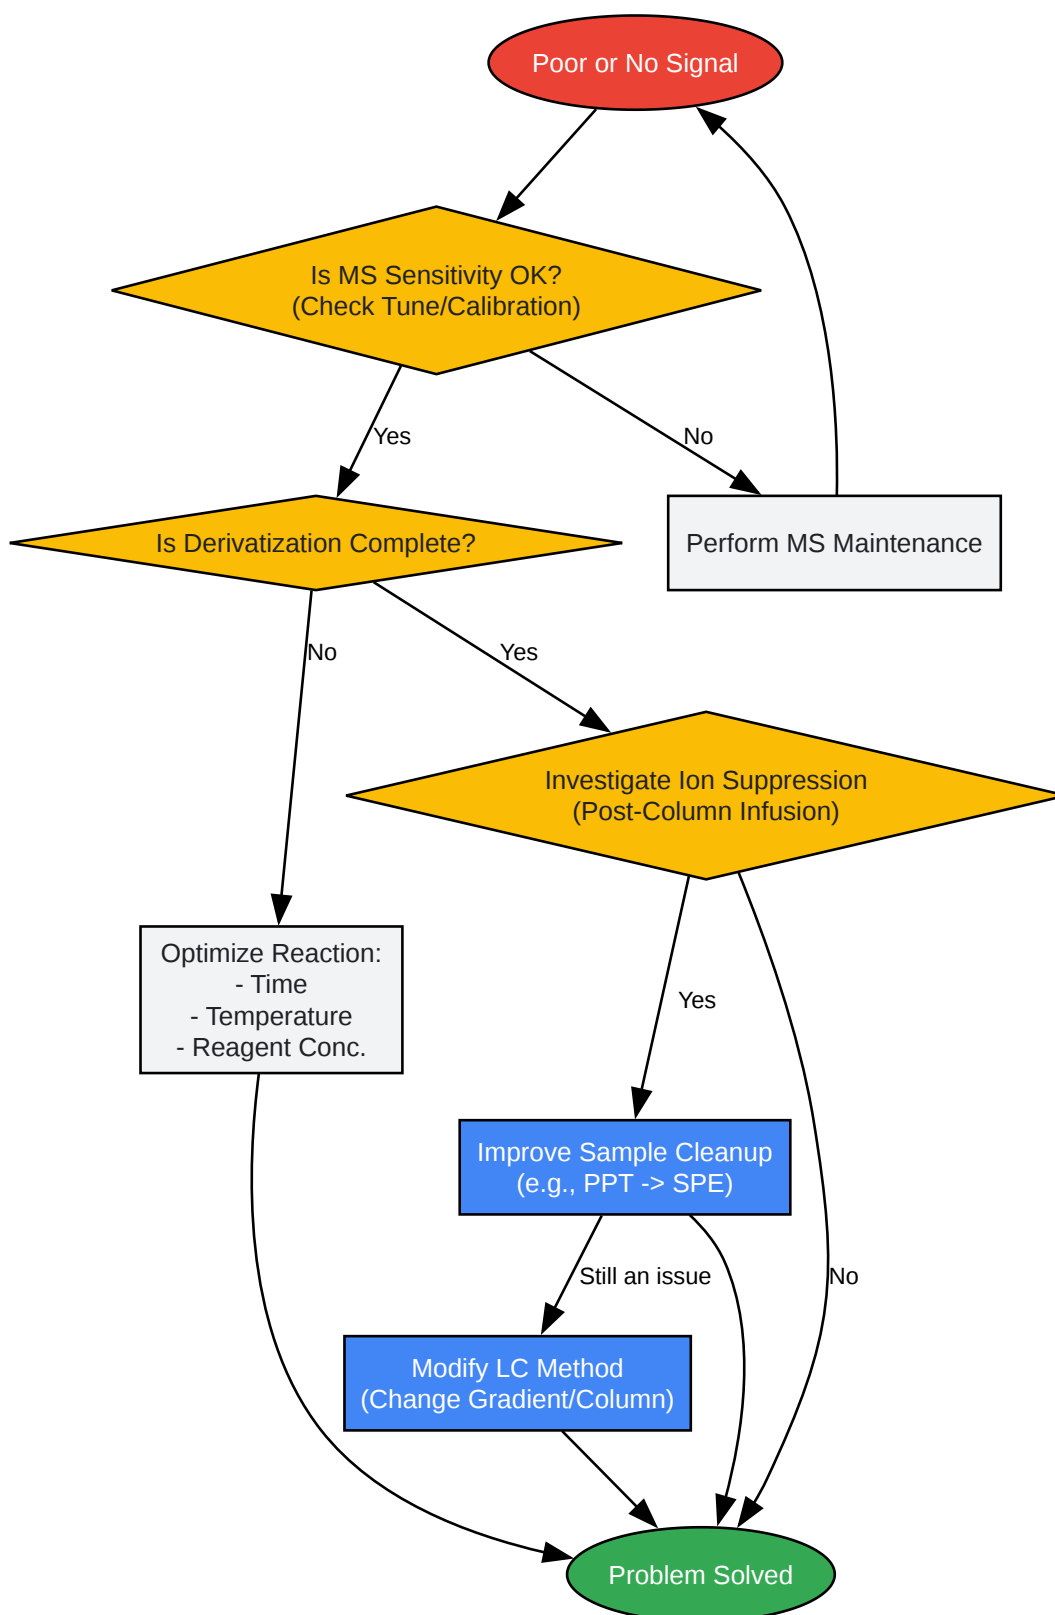 Poor or No Signal
Is MS Sensitivity OK?
(Check Tune/Calibration)
Yes
No
Is Derivatization Complete?
Perform MS Maintenance
No
Yes
Investigate Ion Suppression
(Post-Column Infusion)
Optimize Reaction:
- Time
- Temperature
- Reagent Conc.
Yes
Improve Sample Cleanup
(e.g., PPT -> SPE)
Still an issue
No
Modify LC Method
(Change Gradient/Column)
Problem Solved